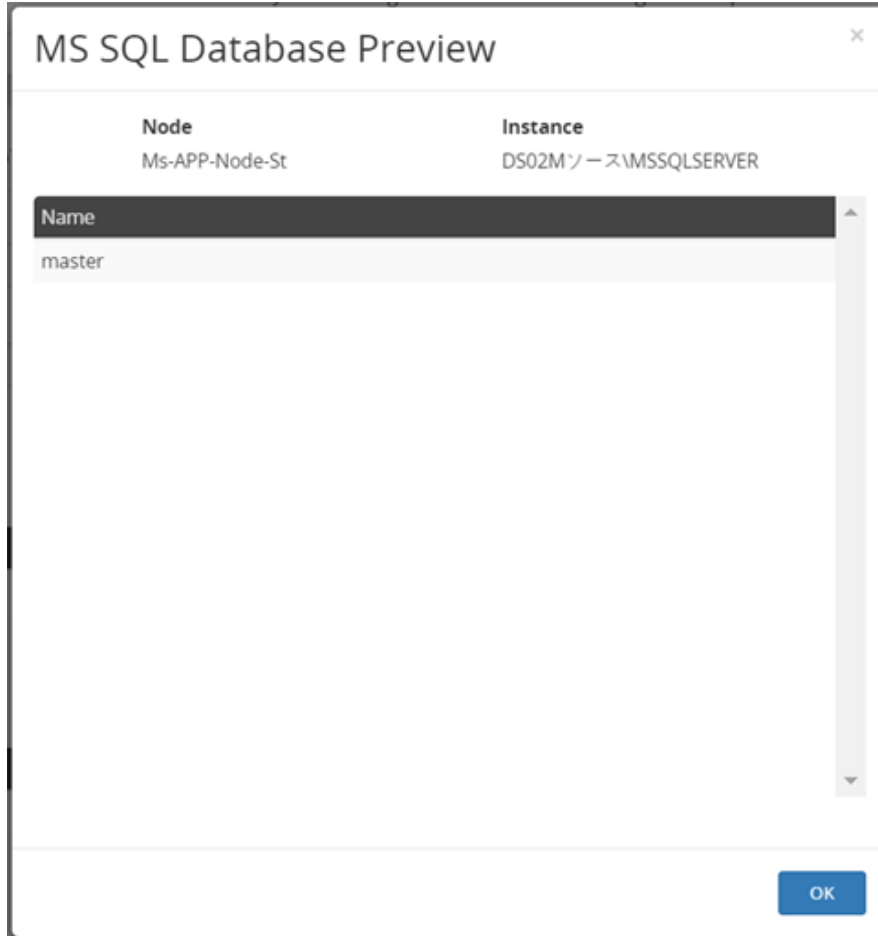 MS SQL Database Preview ×
Node Instance
Ms-APP-Node-St DS02Mソース\MSSQLSERVER
Name
master
OK